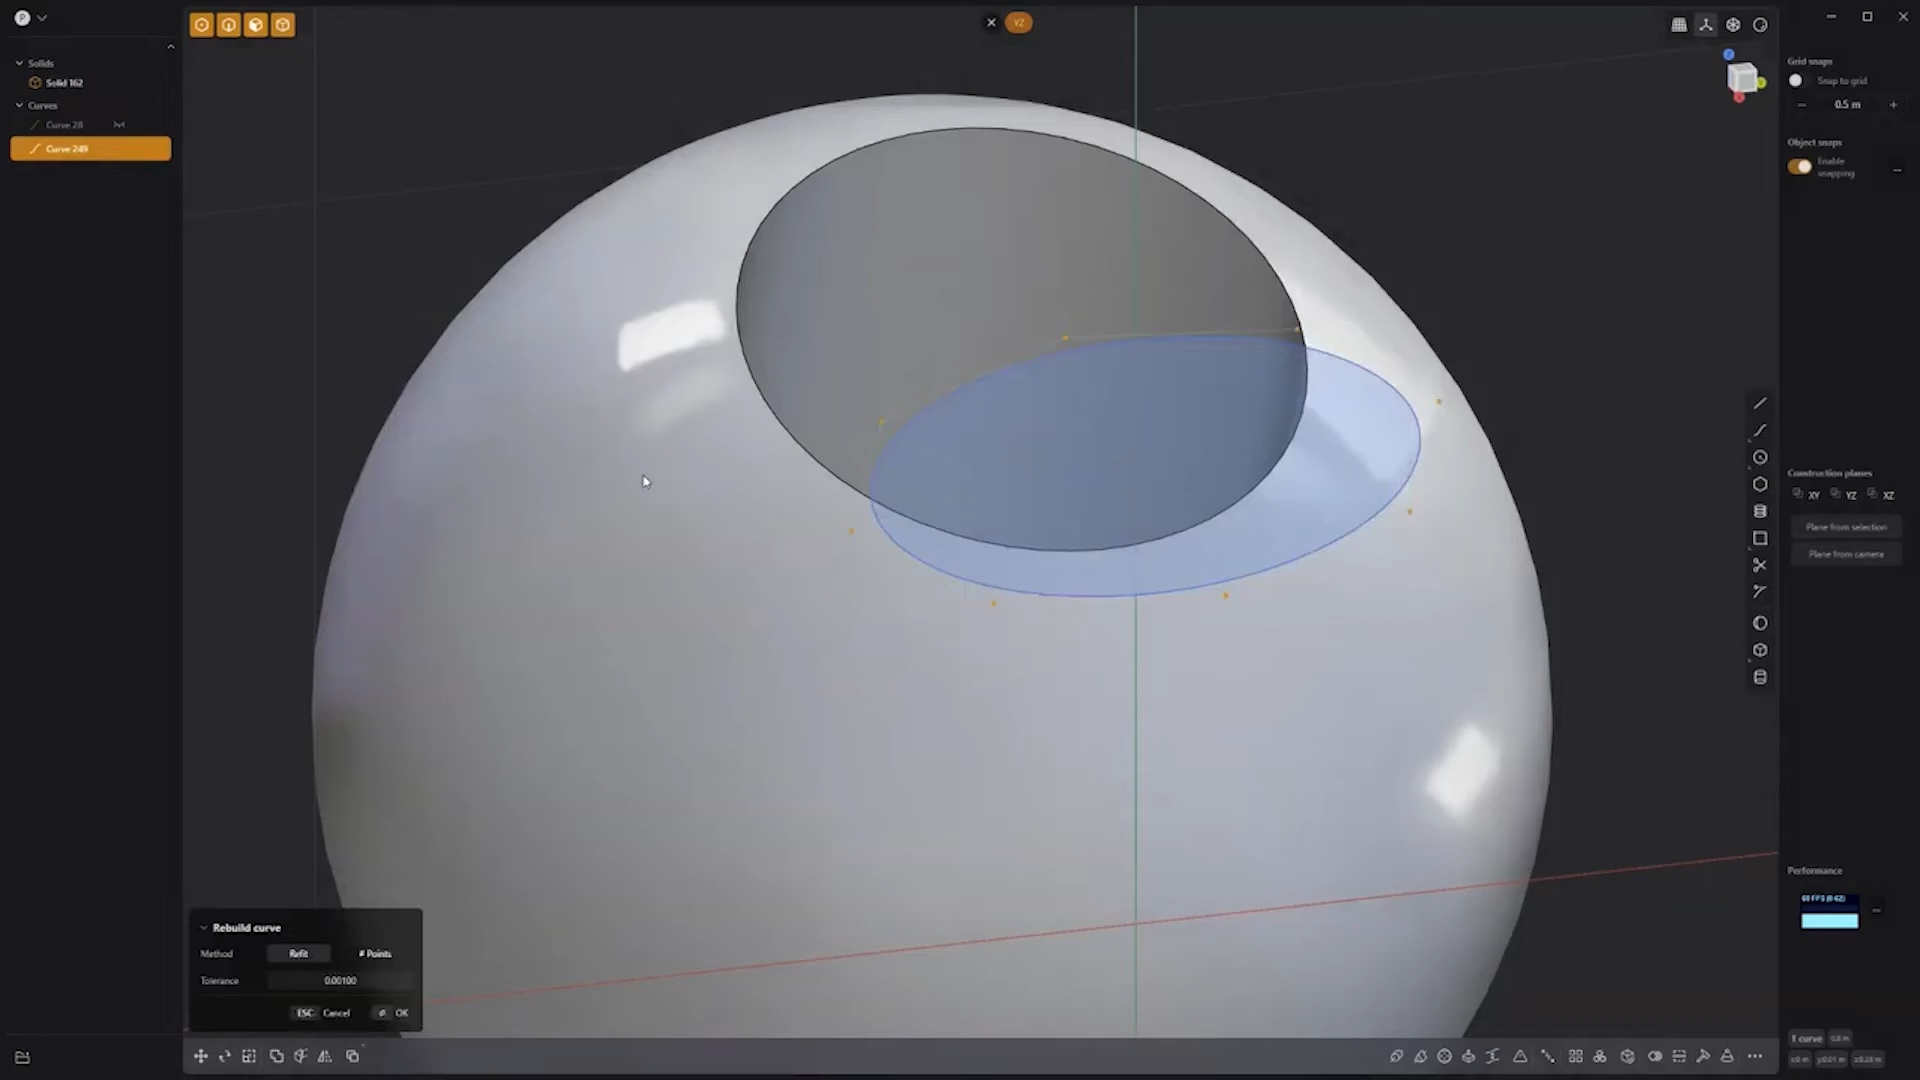 P
YZ
Solids
Solid 162
Curves
Curve 28
Curve 249
Grid snaps
Snap to grid
0.5 m
Object snaps
Enable
snapping
Construction planes
XY YZ XZ
Plane from selection
Plane from camera
Performance
Rebuild curve
Method Refit # Points
Tolerance 0.00100
ESC Cancel OK
1 curve